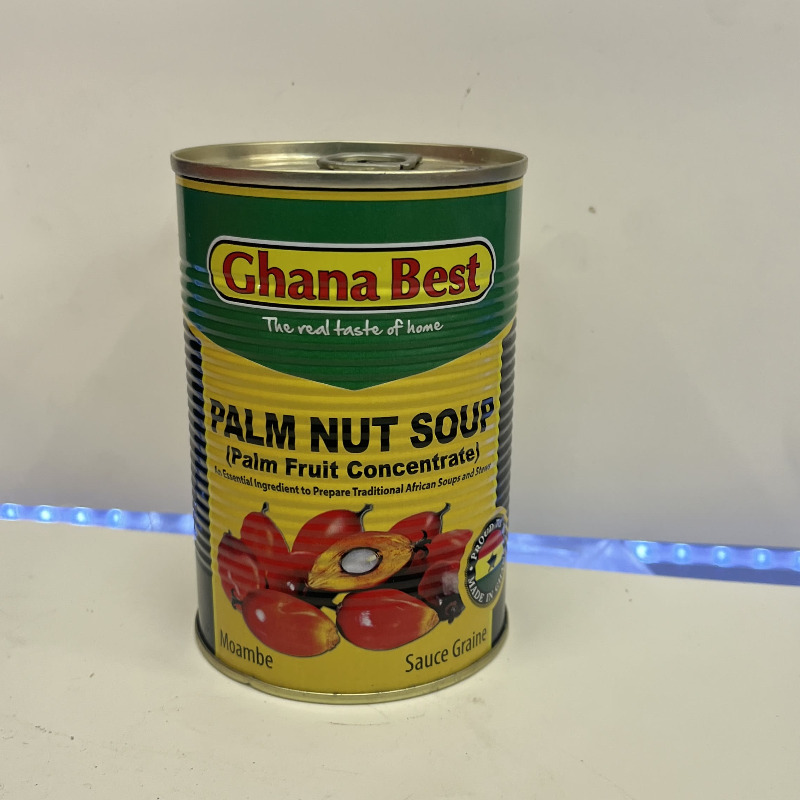 Ghana Best
The real taste of home
PALM NUT SOUP
(Palm Fruit Concentrate)
An Essential Ingredient to Prepare Traditional African Soups and Stews
PROUDLY
MADE IN
Moambe
Sauce Graine